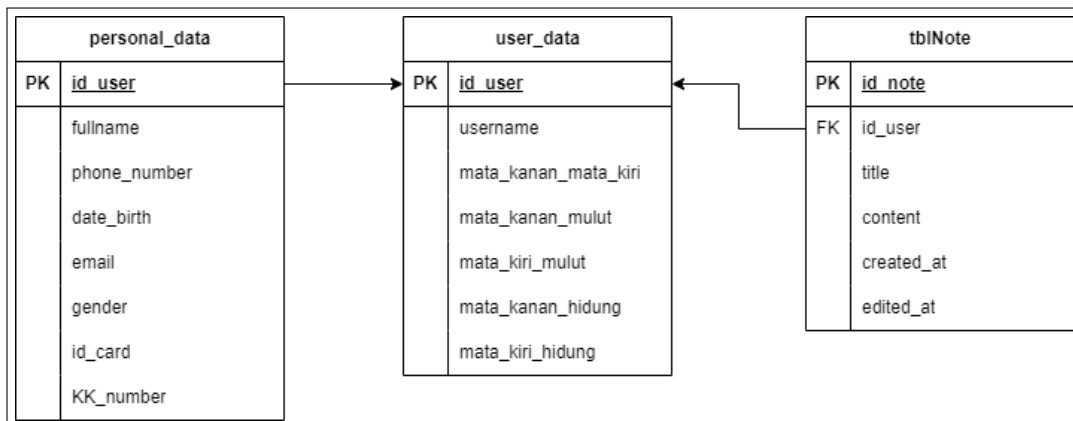 personal_data
PK id_user
fullname
phone_number
date_birth
email
gender
id_card
KK_number
user_data
PK id_user
username
mata_kanan_mata_kiri
mata_kanan_mulut
mata_kiri_mulut
mata_kanan_hidung
mata_kiri_hidung
tblNote
PK id_note
FK id_user
title
content
created_at
edited_at